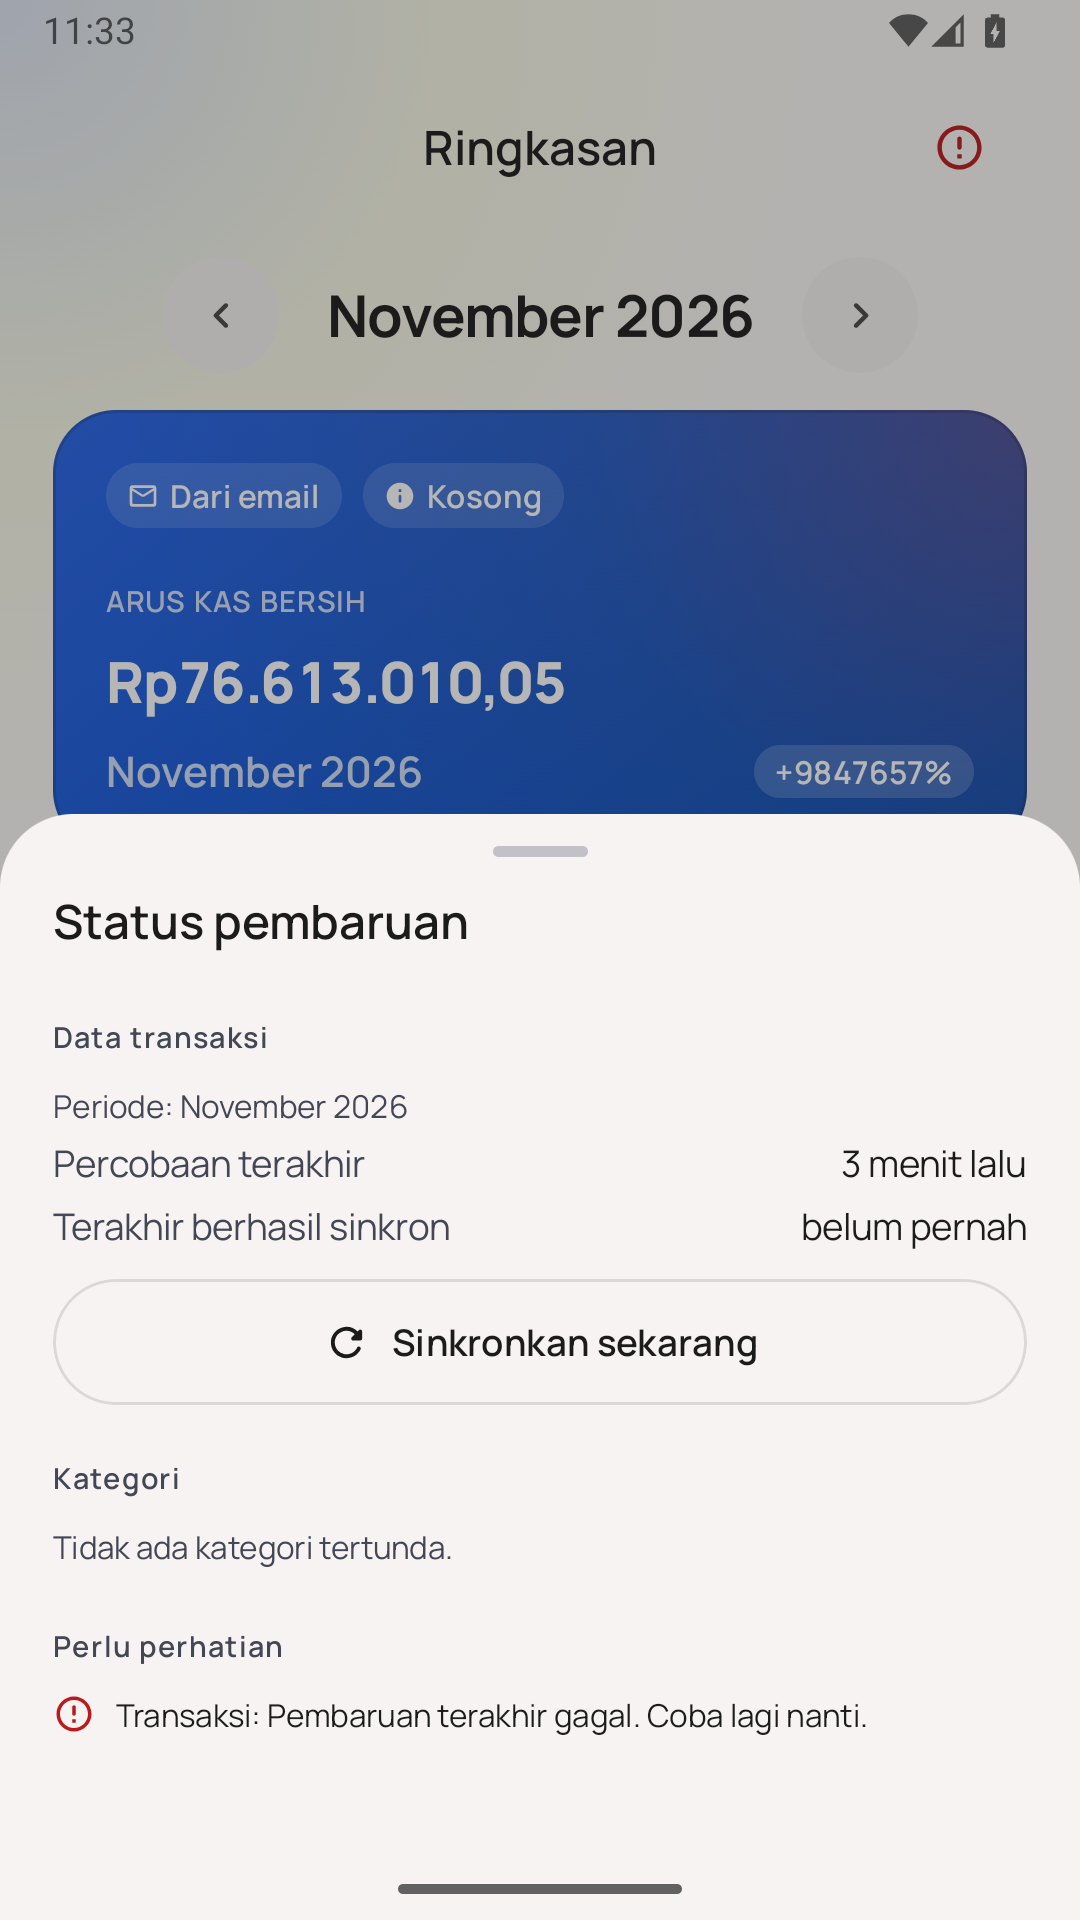 11:33
Ringkasan
November 2026
Dari email
Kosong
ARUS KAS BERSIH
Rp76.613.010,05
November 2026
+9847657%
Status pembaruan
Data transaksi
Periode: November 2026
Percobaan terakhir
3 menit lalu
Terakhir berhasil sinkron
belum pernah
Sinkronkan sekarang
Kategori
Tidak ada kategori tertunda.
Perlu perhatian
Transaksi: Pembaruan terakhir gagal. Coba lagi nanti.